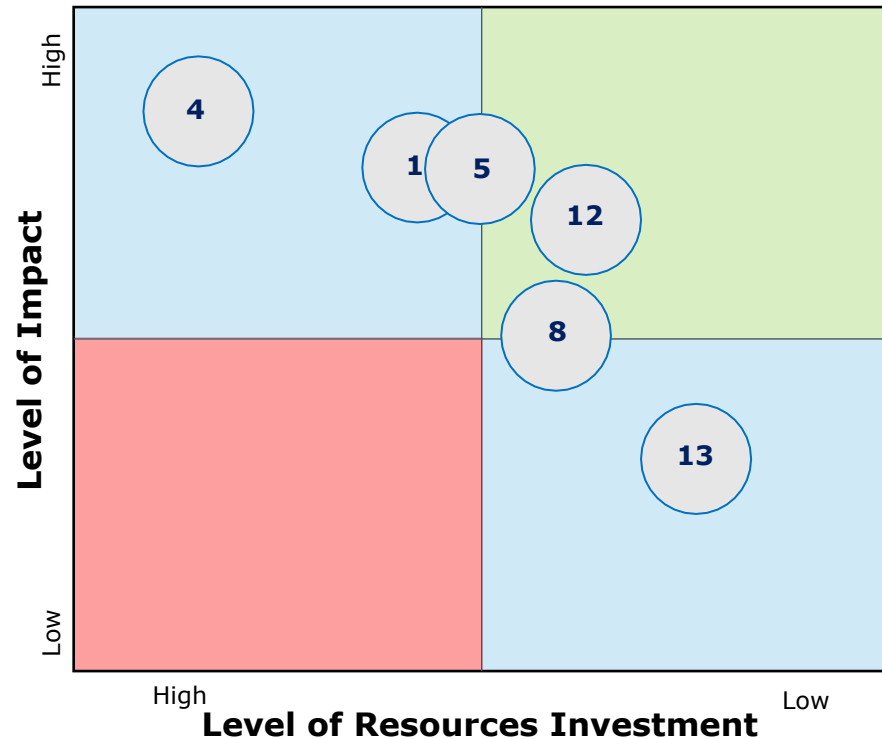 High
Level of Impact
Low
4
1
5
12
8
13
High
Low
Level of Resources Investment